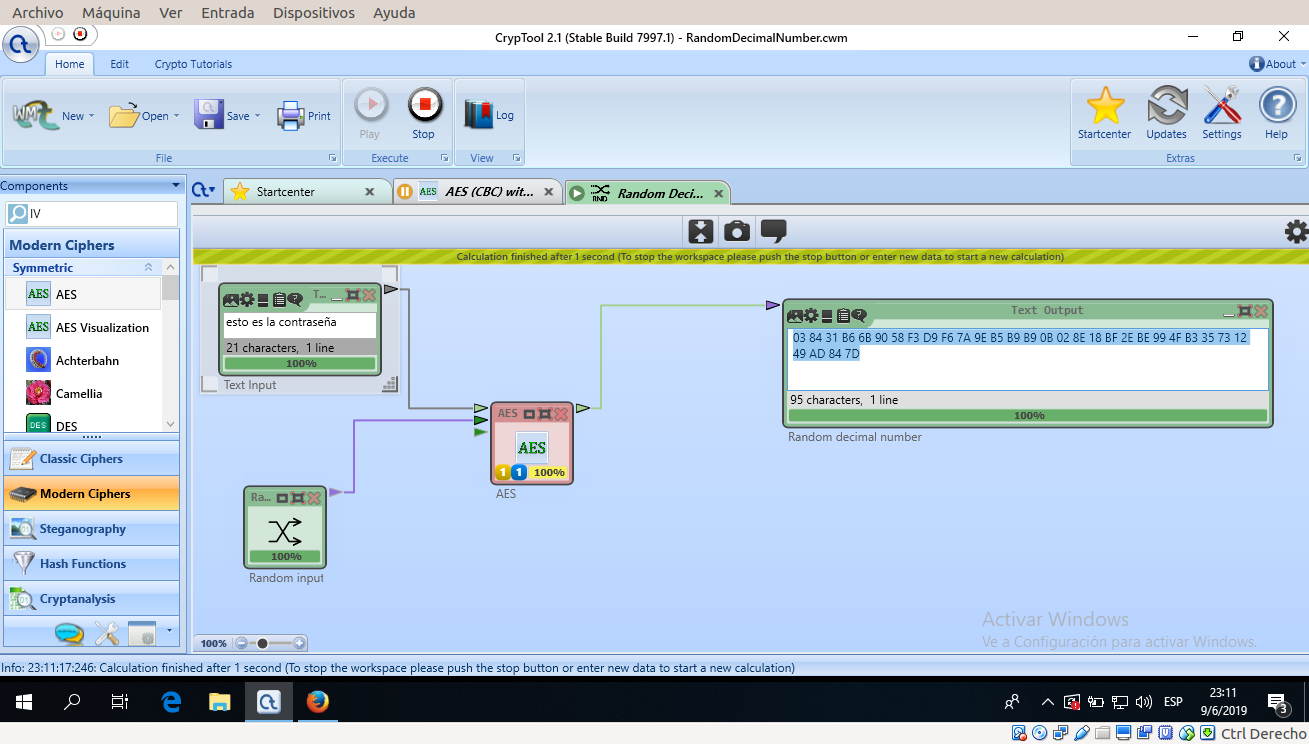 Archivo Máquina Ver Entrada Dispositivos Ayuda
CrypTool 2.1 (Stable Build 7997.1) - RandomDecimalNumber.cwm
Home Edit Crypto Tutorials
About
New Open Save Print
Play Stop
Log
Startcenter Updates Settings Help
File Execute View Extras
Components
Startcenter
AES AES (CBC) wit...
RND Random Deci...
IV
Modern Ciphers
Symmetric
AES AES
AES AES Visualization
Achterbahn
Camellia
DES DES
Classic Ciphers
Modern Ciphers
Steganography
Hash Functions
Cryptanalysis
Calculation finished after 1 second (To stop the workspace please push the stop button or enter new data to start a new calculation)
T...
esto es la contraseña
21 characters, 1 line
100%
Text Input
Text Output
03 84 31 B6 6B 90 58 F3 D9 F6 7A 9E B5 B9 B9 0B 02 8E 18 BF 2E BE 99 4F B3 35 73 12
49 AD 84 7D
95 characters, 1 line
100%
Random decimal number
AES
AES
1 1 100%
AES
Ra...
100%
Random input
Activar Windows
Ve a Configuración para activar Windows.
100%
Info: 23:11:17:246: Calculation finished after 1 second (To stop the workspace please push the stop button or enter new data to start a new calculation)
ESP
23:11
9/6/2019
3
Ctrl Derecho